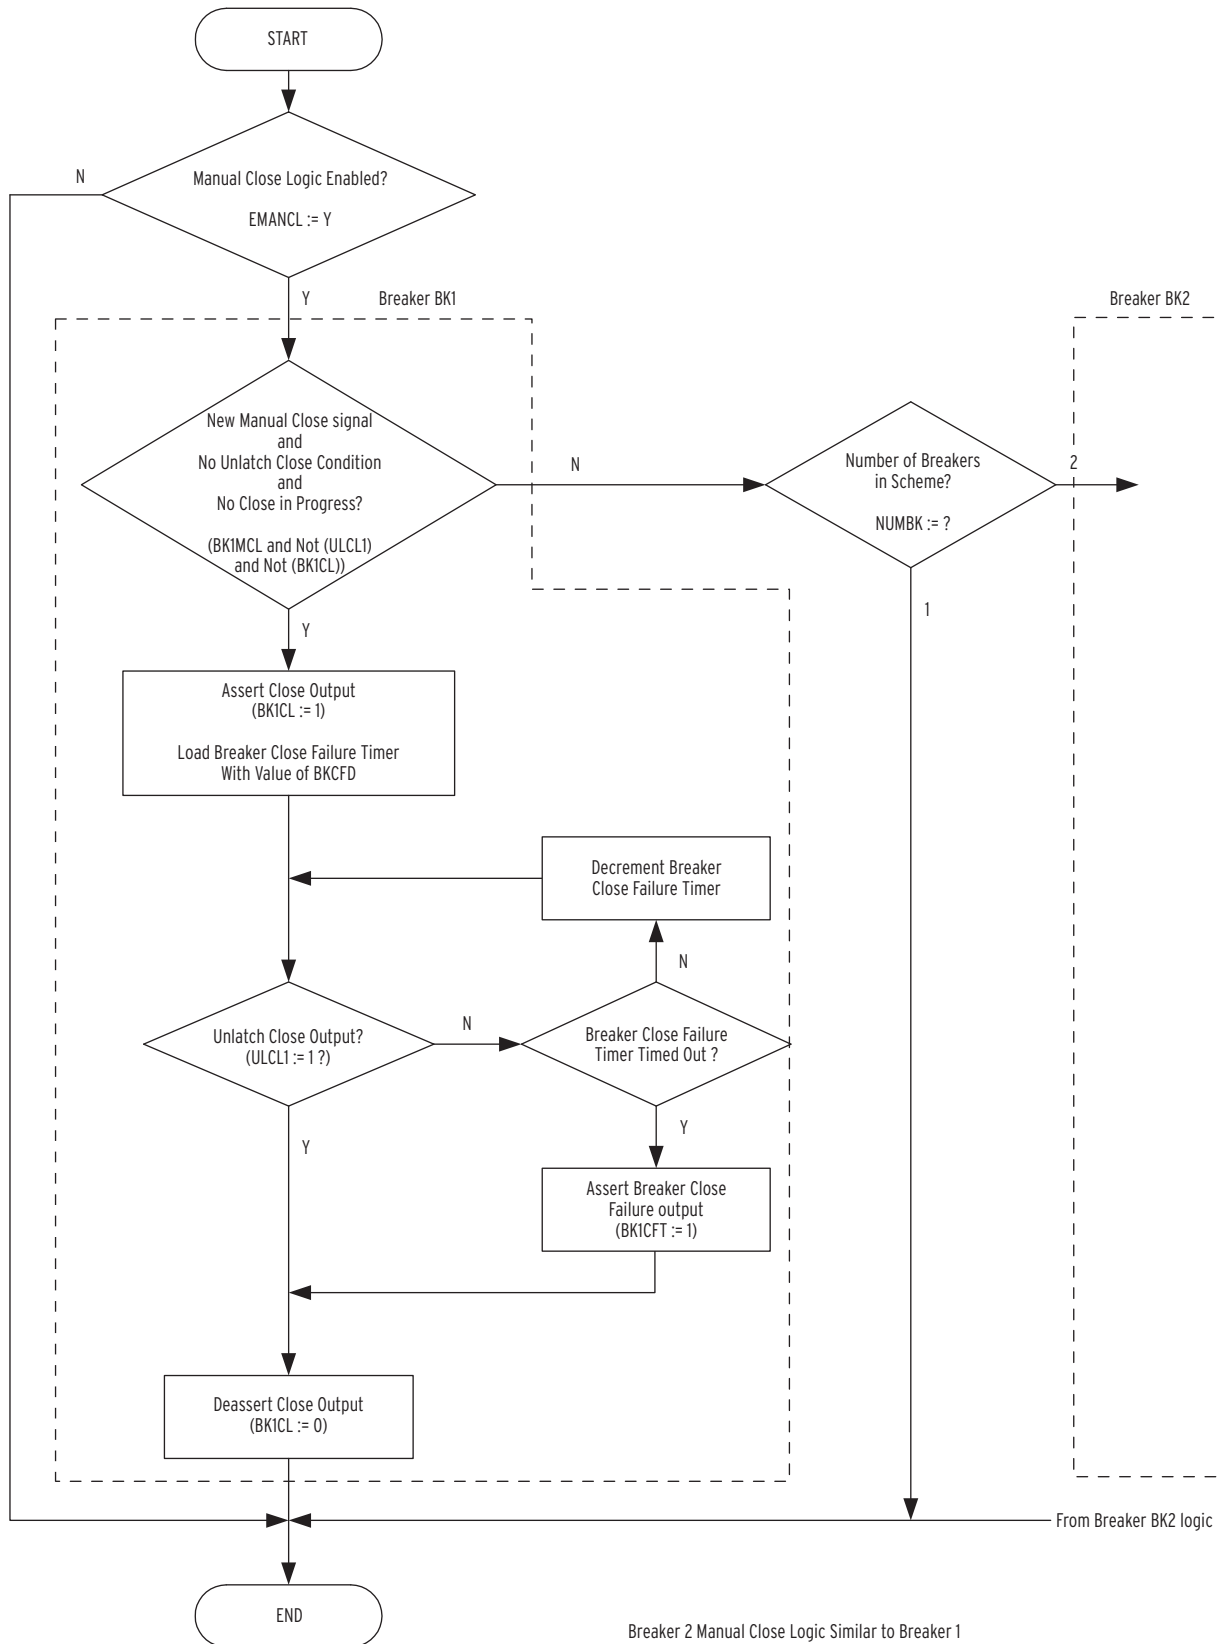 START
N
Manual Close Logic Enabled?
EMANCL := Y
Y
Breaker BK1
Breaker BK2
New Manual Close signal
and
No Unlatch Close Condition
and
No Close in Progress?
(BK1MCL and Not (ULCL1)
and Not (BK1CL))
N
Number of Breakers
in Scheme?
NUMBK := ?
2
1
Y
Assert Close Output
(BK1CL := 1)
Load Breaker Close Failure Timer
With Value of BKCFD
Decrement Breaker
Close Failure Timer
N
Unlatch Close Output?
(ULCL1 := 1 ?)
N
Breaker Close Failure
Timer Timed Out ?
Y
Y
Assert Breaker Close
Failure output
(BK1CFT := 1)
Deassert Close Output
(BK1CL := 0)
From Breaker BK2 logic
END
Breaker 2 Manual Close Logic Similar to Breaker 1